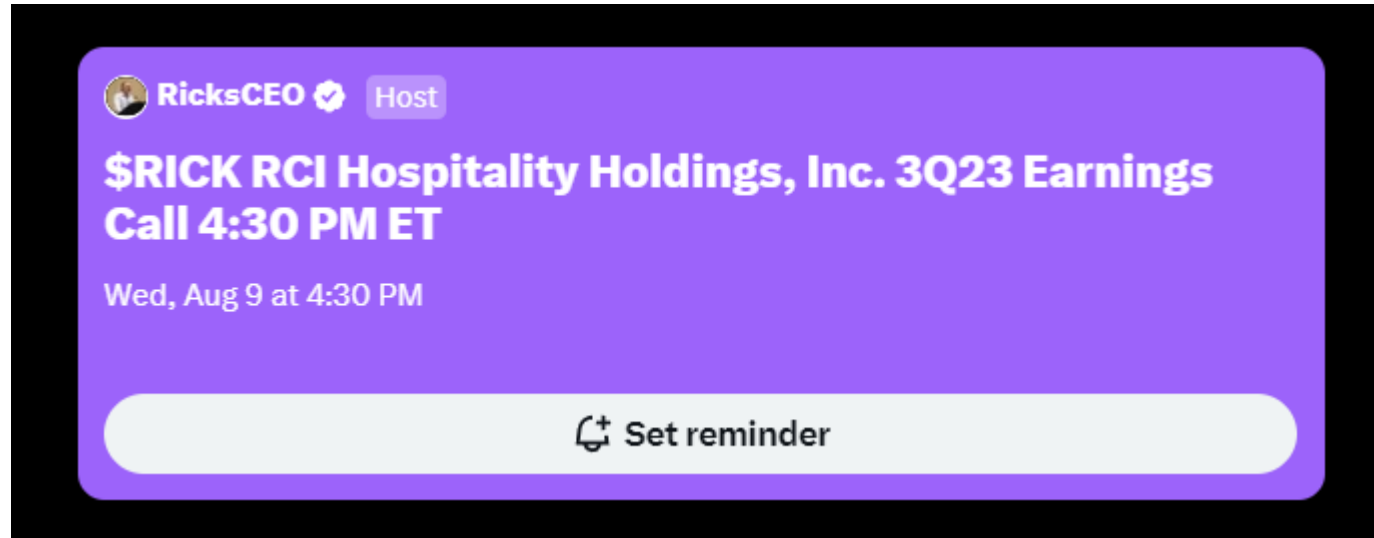 RicksCEO Host
$RICK RCI Hospitality Holdings, Inc. 3Q23 Earnings
Call 4:30 PM ET
Wed, Aug 9 at 4:30 PM
Set reminder